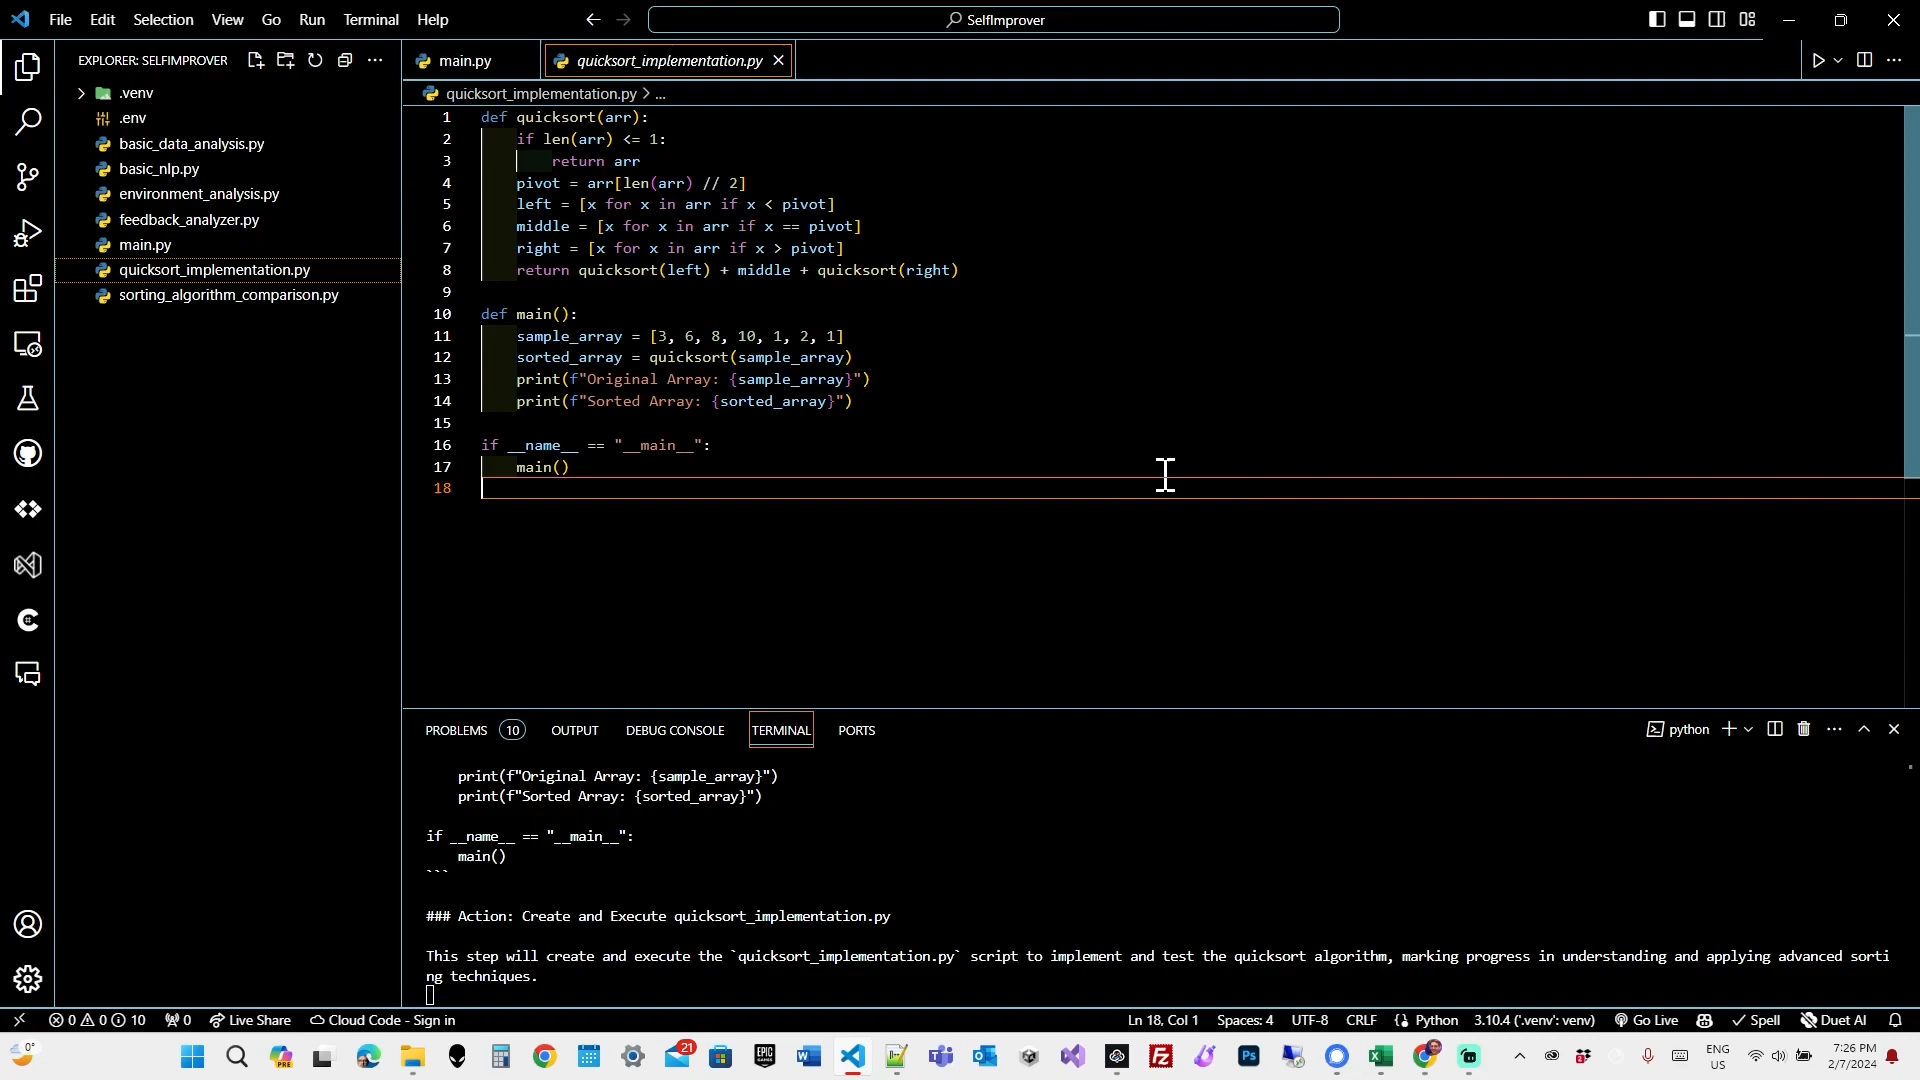 File Edit Selection View Go Run Terminal Help
SelfImprover
EXPLORER: SELFIMPROVER
.venv
.env
basic_data_analysis.py
basic_nlp.py
environment_analysis.py
feedback_analyzer.py
main.py
quicksort_implementation.py
sorting_algorithm_comparison.py
main.py quicksort_implementation.py
quicksort_implementation.py > ...
1 def quicksort(arr):
2 if len(arr) <= 1:
3 return arr
4 pivot = arr[len(arr) // 2]
5 left = [x for x in arr if x < pivot]
6 middle = [x for x in arr if x == pivot]
7 right = [x for x in arr if x > pivot]
8 return quicksort(left) + middle + quicksort(right)
9
10 def main():
11 sample_array = [3, 6, 8, 10, 1, 2, 1]
12 sorted_array = quicksort(sample_array)
13 print(f"Original Array: {sample_array}")
14 print(f"Sorted Array: {sorted_array}")
15
16 if __name__ == "__main__":
17 main()
18
PROBLEMS 10 OUTPUT DEBUG CONSOLE TERMINAL PORTS
python
print(f"Original Array: {sample_array}")
print(f"Sorted Array: {sorted_array}")
if __name__ == "__main__":
main()
```
### Action: Create and Execute quicksort_implementation.py
This step will create and execute the `quicksort_implementation.py` script to implement and test the quicksort algorithm, marking progress in understanding and applying advanced sorti
ng techniques.
0 0 10 0 Live Share Cloud Code - Sign in
Ln 18, Col 1 Spaces: 4 UTF-8 CRLF Python 3.10.4 ('.venv': venv) Go Live Spell Duet AI
0°
PRE
21
EPIC GAMES
Ps
ENG
US
7:26 PM
2/7/2024